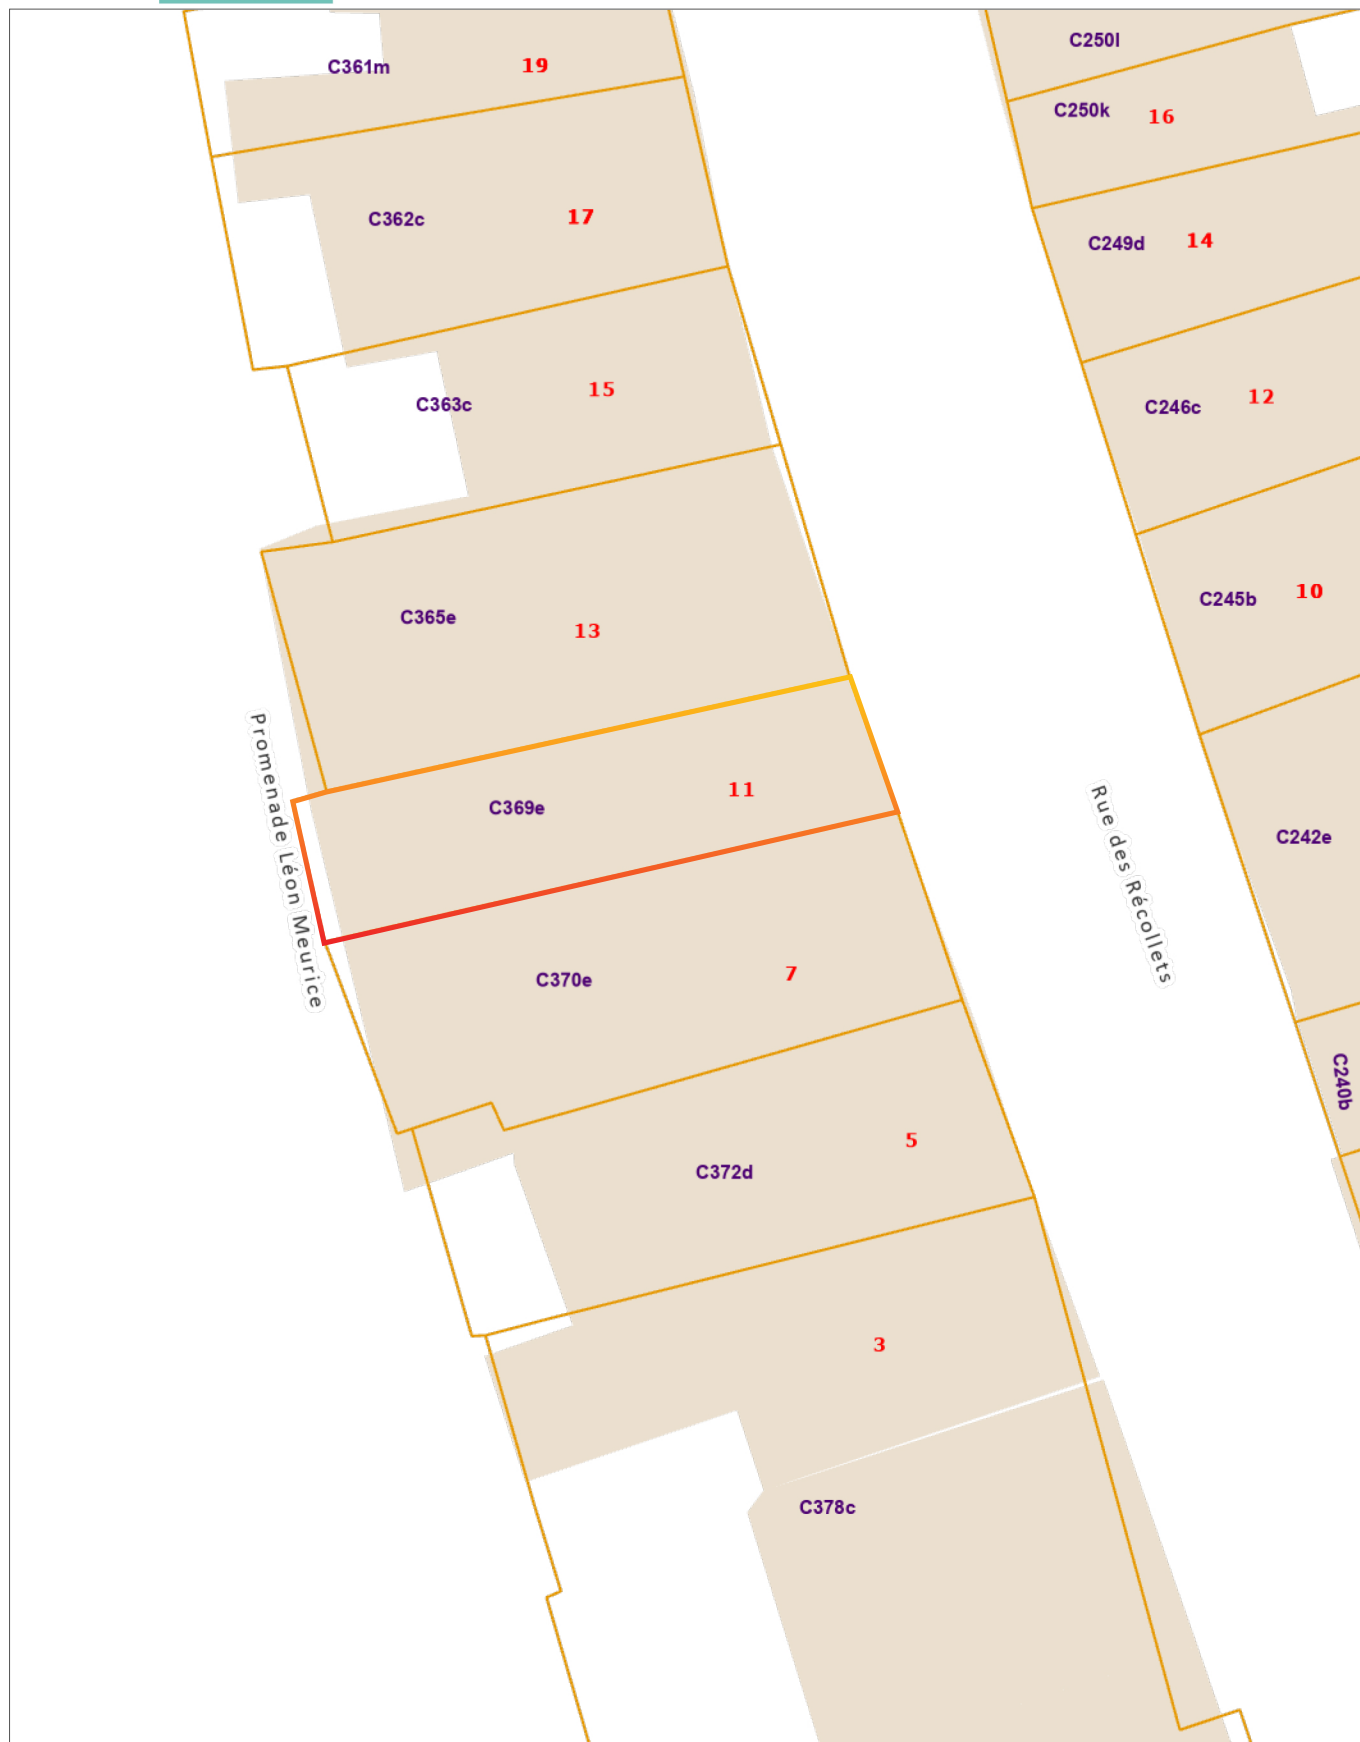 C250l
C361m 19
C250k 16
C362c 17
C249d 14
C363c 15
C246c 12
C365e 13
C245b 10
Promenade Léon Meurice
C369e 11
Rue des Récollets
C242e
C370e 7
C240b
C372d 5
3
C378c